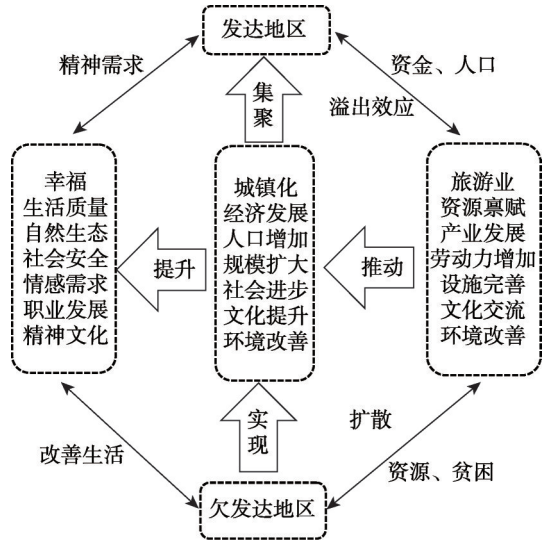 发达地区
精神需求
资金、人口
溢出效应
集
聚
幸福
生活质量
自然生态
社会安全
情感需求
职业发展
精神文化
提升
城镇化
经济发展
人口增加
规模扩大
社会进步
文化提升
环境改善
推动
旅游业
资源禀赋
产业发展
劳动力增加
设施完善
文化交流
环境改善
实
现
改善生活
扩散
资源、贫困
欠发达地区